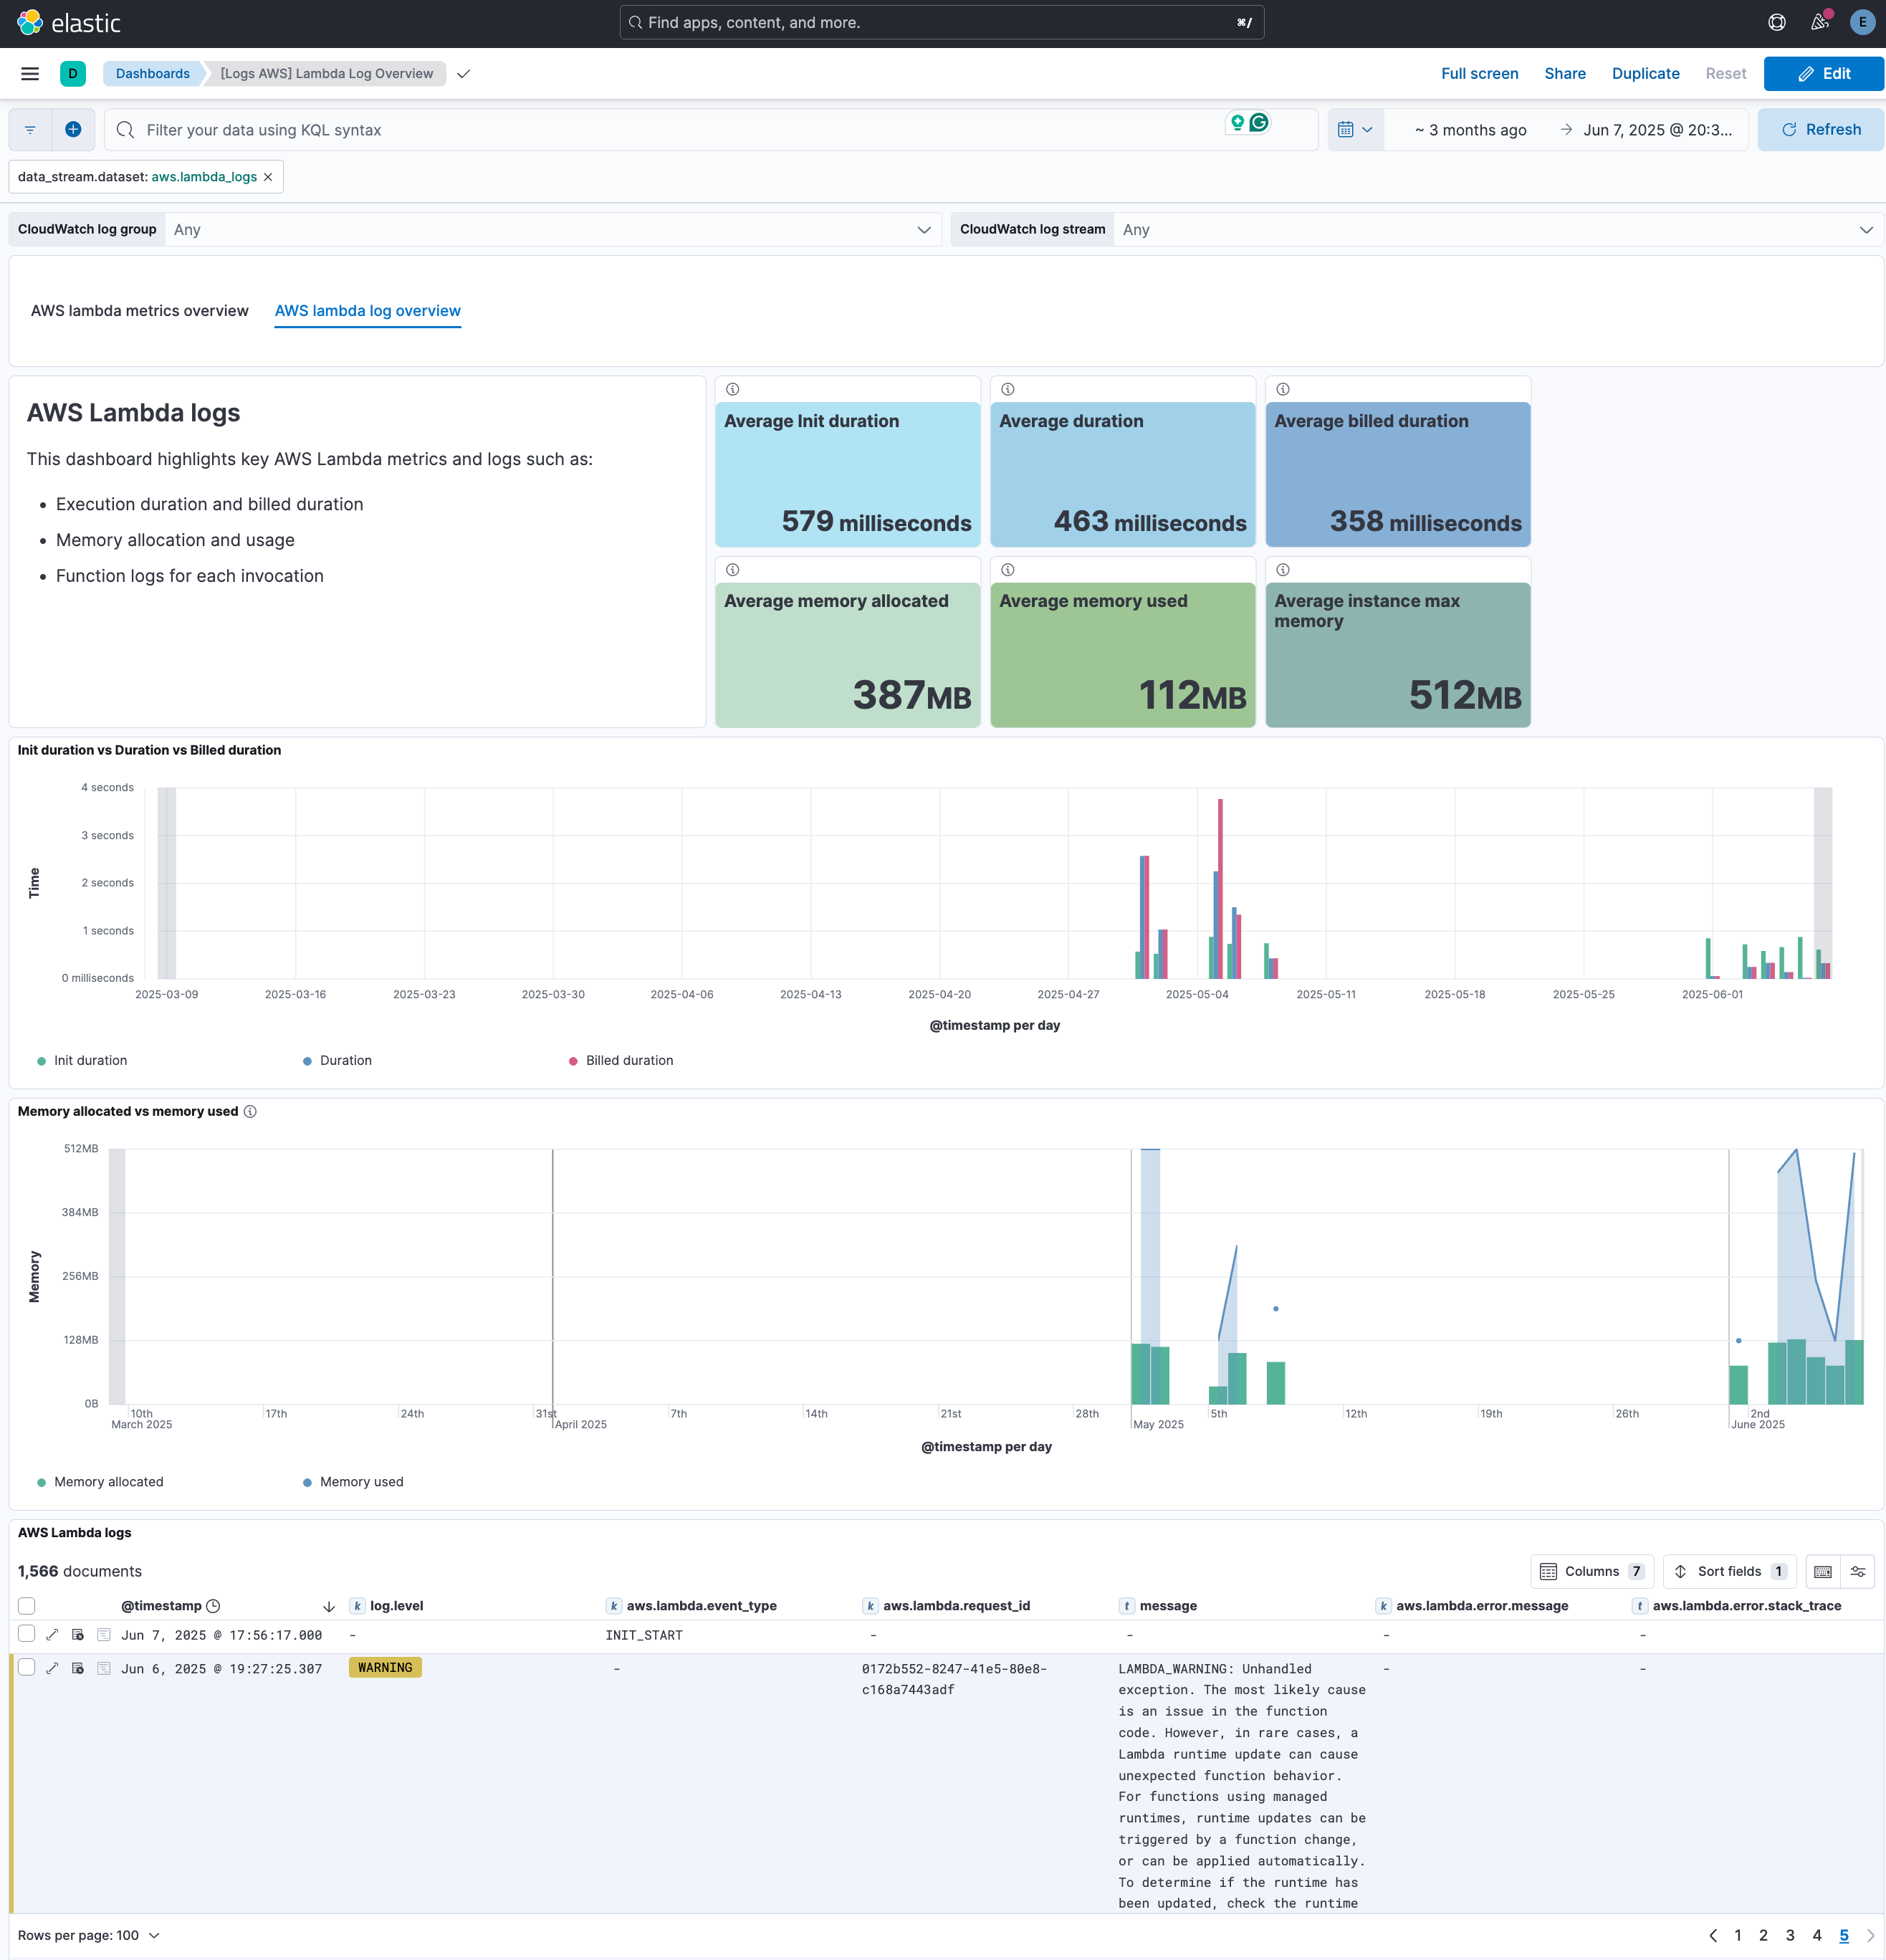 elastic
Find apps, content, and more.
⌘/
E
D
Dashboards
[Logs AWS] Lambda Log Overview
Full screen
Share
Duplicate
Reset
Edit
Filter your data using KQL syntax
~ 3 months ago
→
Jun 7, 2025 @ 20:3...
Refresh
data_stream.dataset: aws.lambda_logs ×
CloudWatch log group
Any
CloudWatch log stream
Any
AWS lambda metrics overview
AWS lambda log overview
AWS Lambda logs
This dashboard highlights key AWS Lambda metrics and logs such as:
• Execution duration and billed duration
• Memory allocation and usage
• Function logs for each invocation
Average Init duration
579 milliseconds
Average duration
463 milliseconds
Average billed duration
358 milliseconds
Average memory allocated
387MB
Average memory used
112MB
Average instance max
memory
512MB
Init duration vs Duration vs Billed duration
Time
4 seconds
3 seconds
2 seconds
1 seconds
0 milliseconds
2025-03-09
2025-03-16
2025-03-23
2025-03-30
2025-04-06
2025-04-13
2025-04-20
2025-04-27
2025-05-04
2025-05-11
2025-05-18
2025-05-25
2025-06-01
@timestamp per day
Init duration
Duration
Billed duration
Memory allocated vs memory used
Memory
512MB
384MB
256MB
128MB
0B
10th
17th
24th
31st
7th
14th
21st
28th
5th
12th
19th
26th
2nd
March 2025
April 2025
May 2025
June 2025
@timestamp per day
Memory allocated
Memory used
AWS Lambda logs
1,566 documents
Columns 7
Sort fields 1
@timestamp
k log.level
k aws.lambda.event_type
k aws.lambda.request_id
t message
k aws.lambda.error.message
t aws.lambda.error.stack_trace
Jun 7, 2025 @ 17:56:17.000
-
INIT_START
-
-
-
-
Jun 6, 2025 @ 19:27:25.307
WARNING
-
0172b552-8247-41e5-80e8-
c168a7443adf
LAMBDA_WARNING: Unhandled
exception. The most likely cause
is an issue in the function
code. However, in rare cases, a
Lambda runtime update can cause
unexpected function behavior.
For functions using managed
runtimes, runtime updates can be
triggered by a function change,
or can be applied automatically.
To determine if the runtime has
been updated, check the runtime
-
-
Rows per page: 100
1
2
3
4
5